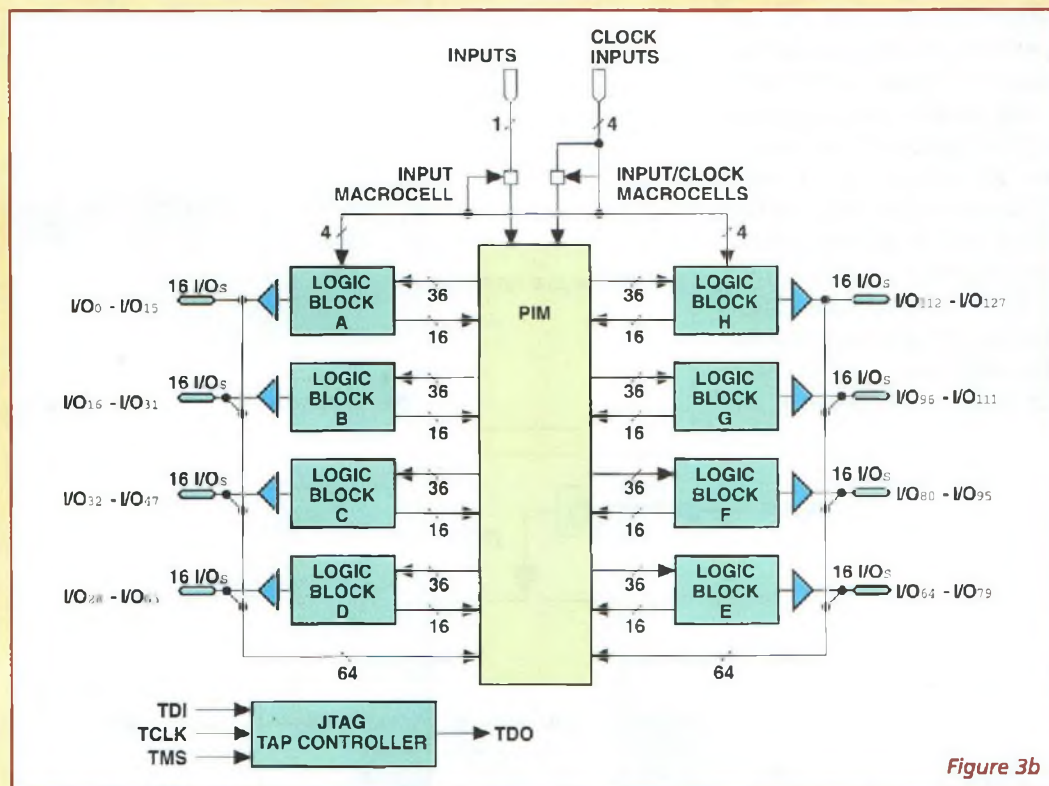 INPUTS
CLOCK
INPUTS
1
4
INPUT
MACROCELL
INPUT/CLOCK
MACROCELLS
4
4
16 I/Os
I/O0 - I/O15
LOGIC
BLOCK
A
36
16
PIM
36
16
LOGIC
BLOCK
H
16 I/Os
I/O112 - I/O127
16 I/Os
I/O16 - I/O31
LOGIC
BLOCK
B
36
16
36
16
LOGIC
BLOCK
G
16 I/Os
I/O96 - I/O111
16 I/Os
I/O32 - I/O47
LOGIC
BLOCK
C
36
16
36
16
LOGIC
BLOCK
F
16 I/Os
I/O80 - I/O95
16 I/Os
LOGIC
BLOCK
D
36
16
36
16
LOGIC
BLOCK
E
16 I/Os
I/O64 - I/O79
64
64
TDI
TCLK
TMS
JTAG
TAP CONTROLLER
TDO
Figure 3b